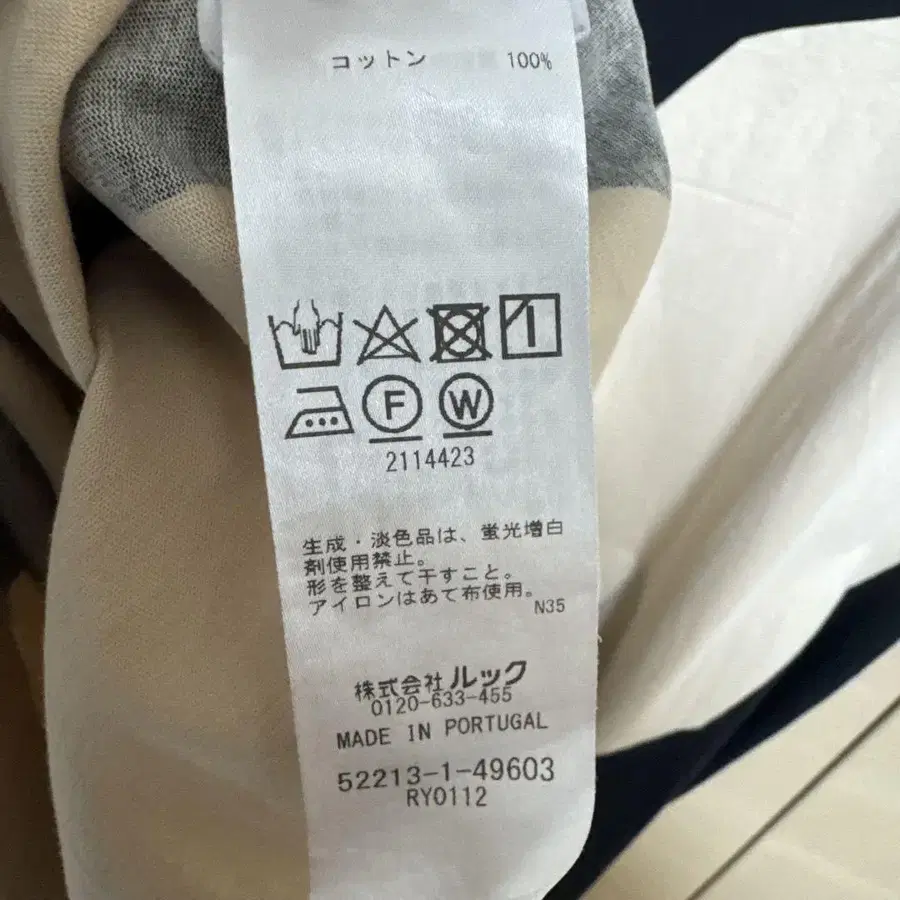 コットン 100%
F W
2114423
生成・淡色品は、蛍光増白
剤使用禁止。
形を整えて干すこと。
アイロンはあて布使用。
N35
株式会社ルック
0120-633-455
MADE IN PORTUGAL
52213-1-49603
RY0112